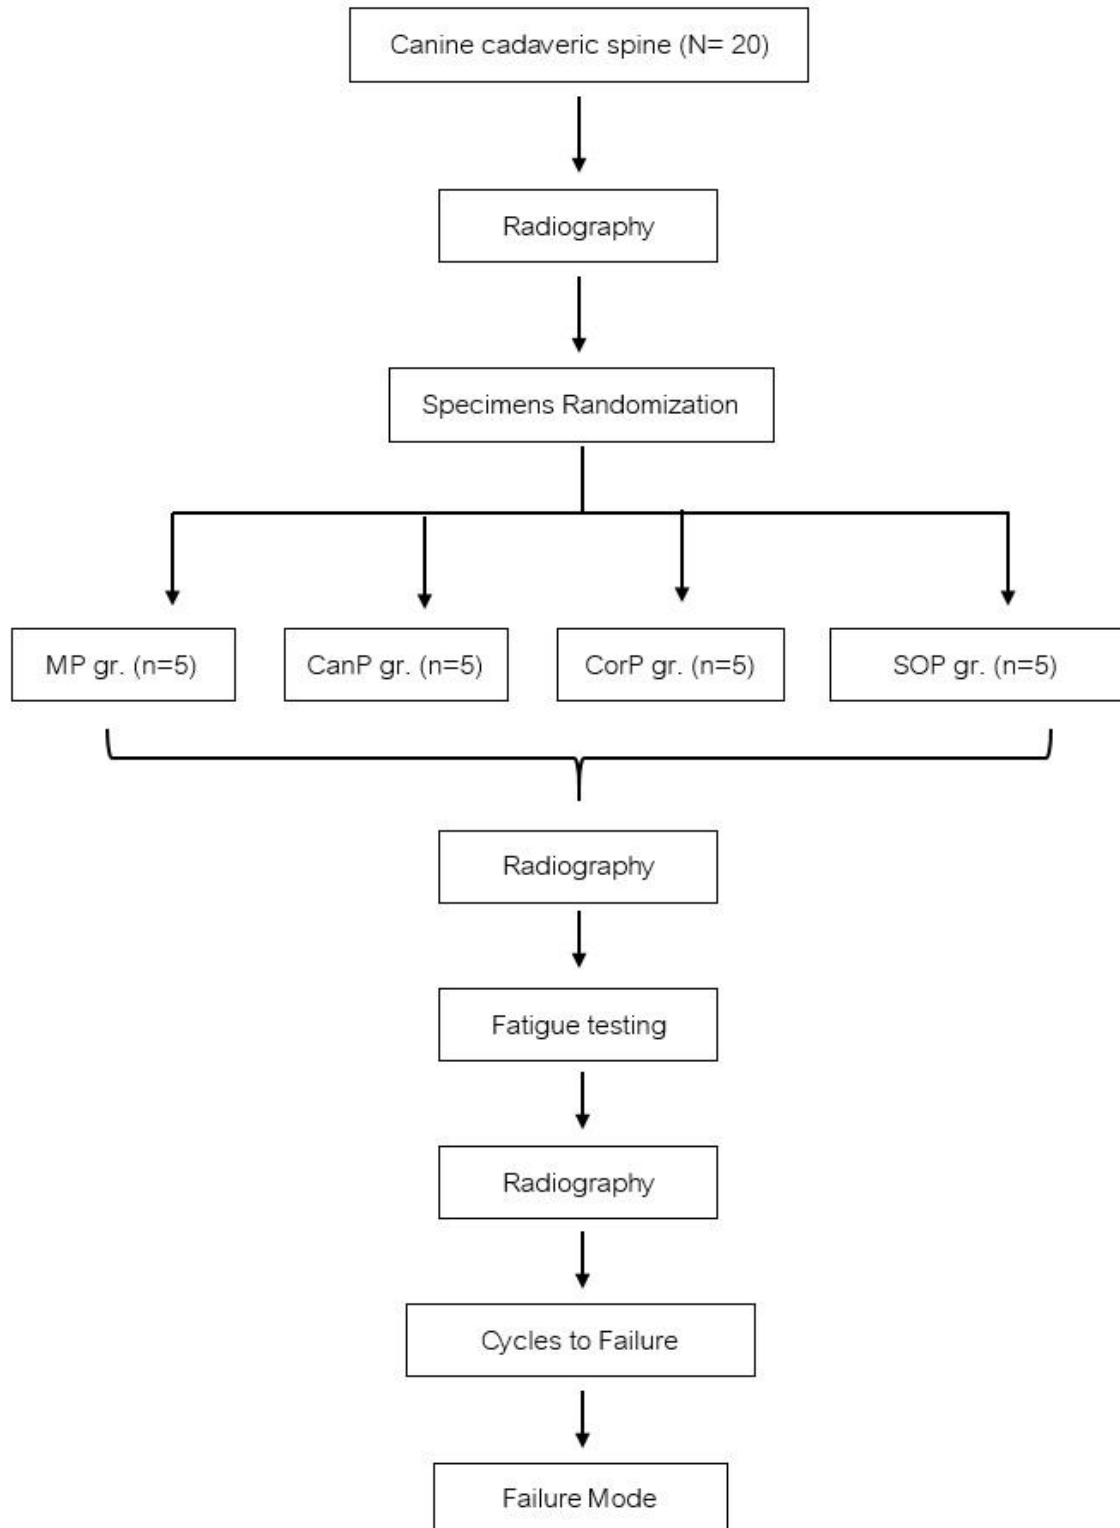 Canine cadaveric spine (N= 20)
Radiography
Specimens Randomization
MP gr. (n=5)
CanP gr. (n=5)
CorP gr. (n=5)
SOP gr. (n=5)
Radiography
Fatigue testing
Radiography
Cycles to Failure
Failure Mode